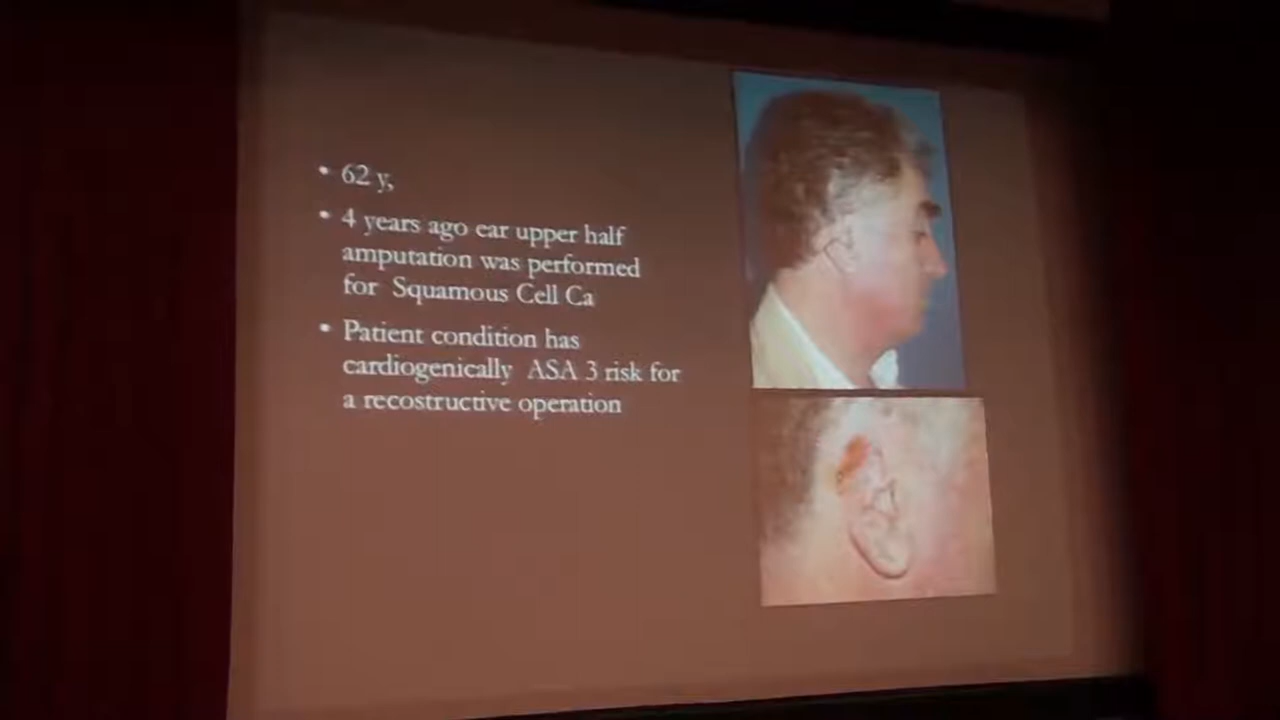 • 62 y,
• 4 years ago ear upper half
amputation was performed
for Squamous Cell Ca
• Patient condition has
cardiogenically ASA 3 risk for
a recostructive operation